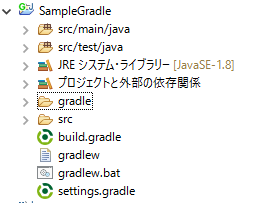 SampleGradle
src/main/java
src/test/java
JRE システム・ライブラリー [JavaSE-1.8]
プロジェクトと外部の依存関係
gradle
src
build.gradle
gradlew
gradlew.bat
settings.gradle